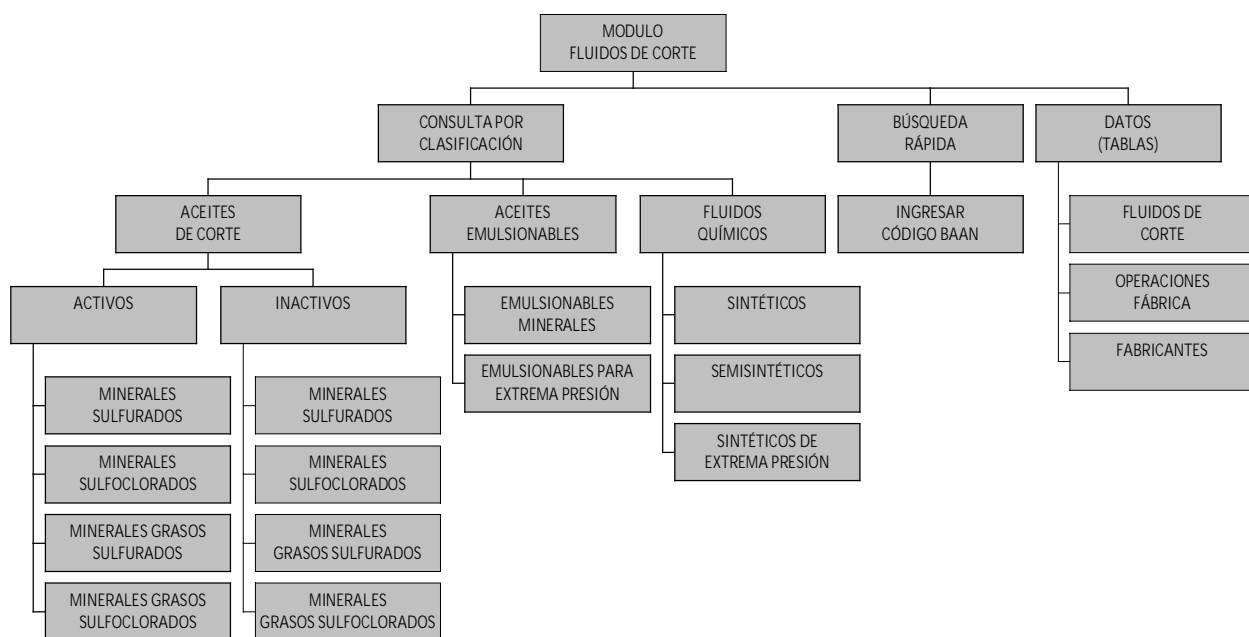 MODULO
FLUIDOS DE CORTE
CONSULTA POR
CLASIFICACIÓN
BÚSQUEDA
RÁPIDA
DATOS
(TABLAS)
ACEITES
DE CORTE
ACEITES
EMULSIONABLES
FLUIDOS
QUÍMICOS
INGRESAR
CÓDIGO BAAN
FLUIDOS DE
CORTE
OPERACIONES
FÁBRICA
FABRICANTES
ACTIVOS
INACTIVOS
EMULSIONABLES
MINERALES
EMULSIONABLES PARA
EXTREMA PRESIÓN
SINTÉTICOS
SEMISINTÉTICOS
SINTÉTICOS DE
EXTREMA PRESIÓN
MINERALES
SULFURADOS
MINERALES
SULFOCLORADOS
MINERALES GRASOS
SULFURADOS
MINERALES GRASOS
SULFOCLORADOS
MINERALES
SULFURADOS
MINERALES
SULFOCLORADOS
MINERALES
GRASOS SULFURADOS
MINERALES
GRASOS SULFOCLORADOS